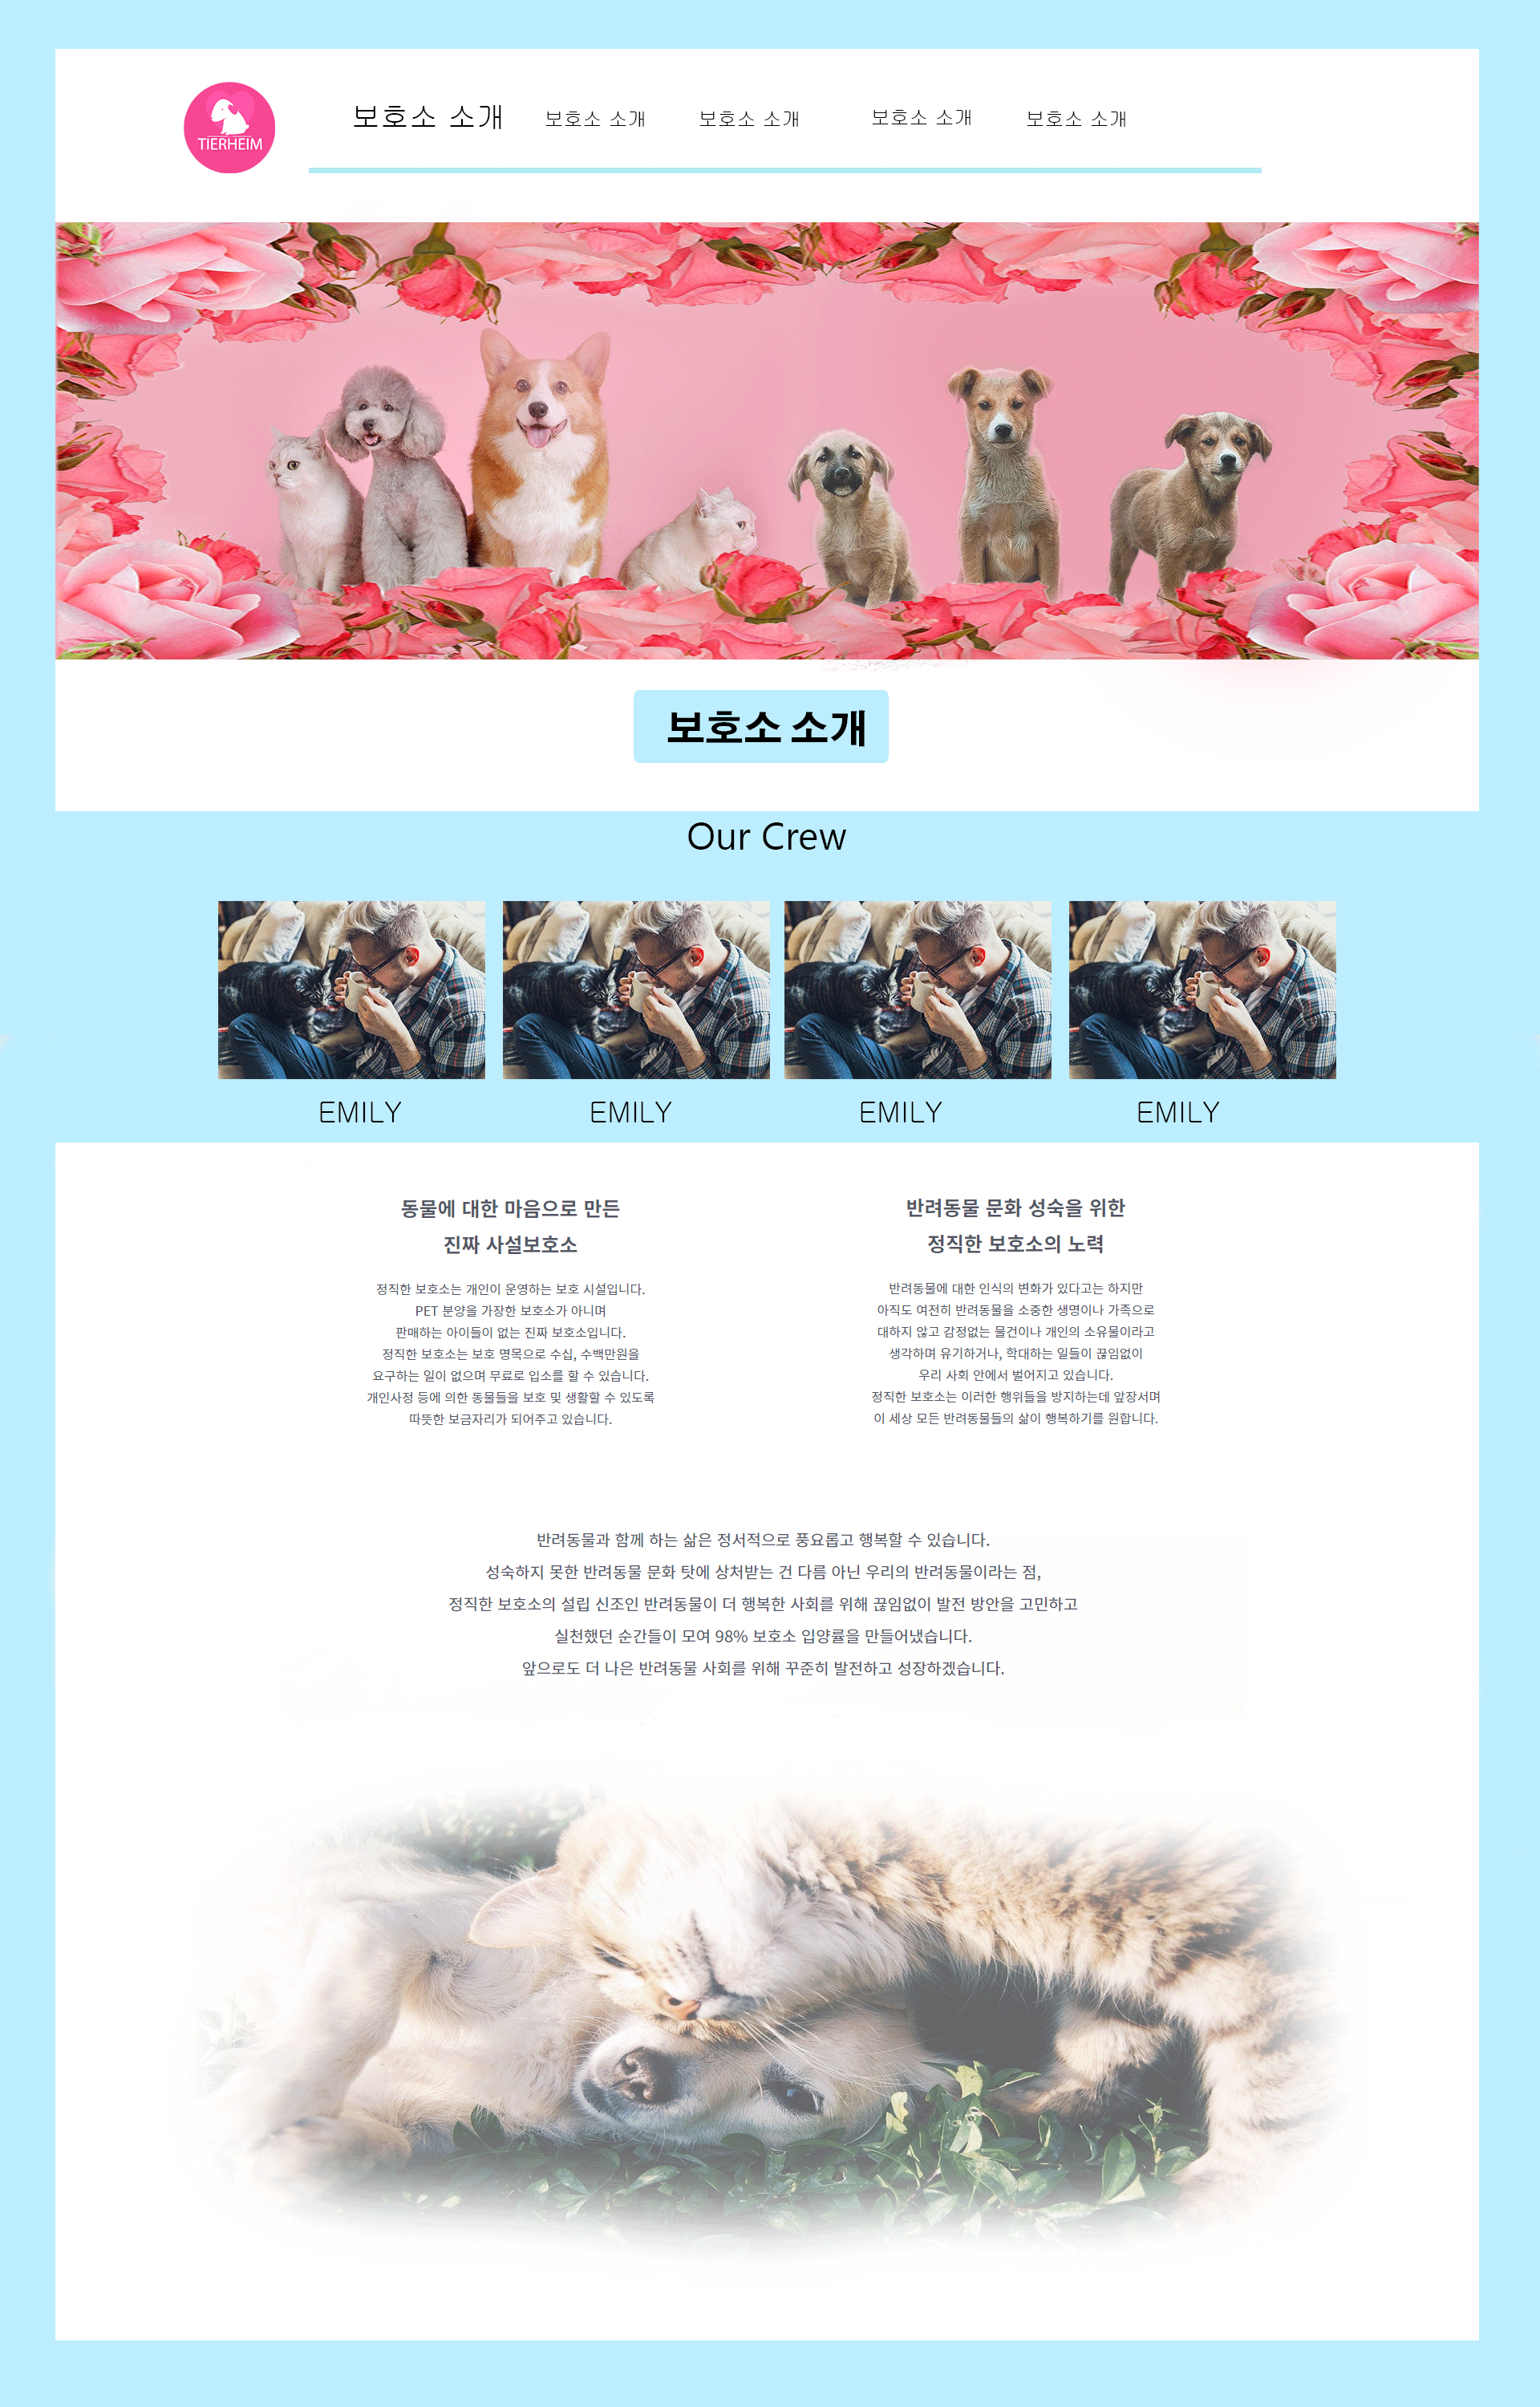 TIERHEIM
보호소 소개 보호소 소개 보호소 소개 보호소 소개 보호소 소개
보호소 소개
Our Crew
EMILY EMILY EMILY EMILY
동물에 대한 마음으로 만든
진짜 사설보호소
정직한 보호소는 개인이 운영하는 보호 시설입니다.
PET 분양을 가장한 보호소가 아니며
판매하는 아이들이 없는 진짜 보호소입니다.
정직한 보호소는 보호 명목으로 수십, 수백만원을
요구하는 일이 없으며 무료로 입소를 할 수 있습니다.
개인사정 등에 의한 동물들을 보호 및 생활할 수 있도록
따뜻한 보금자리가 되어주고 있습니다.
반려동물 문화 성숙을 위한
정직한 보호소의 노력
반려동물에 대한 인식의 변화가 있다고는 하지만
아직도 여전히 반려동물을 소중한 생명이나 가족으로
대하지 않고 감정없는 물건이나 개인의 소유물이라고
생각하며 유기하거나, 학대하는 일들이 끊임없이
우리 사회 안에서 벌어지고 있습니다.
정직한 보호소는 이러한 행위들을 방지하는데 앞장서며
이 세상 모든 반려동물들의 삶이 행복하기를 원합니다.
반려동물과 함께 하는 삶은 정서적으로 풍요롭고 행복할 수 있습니다.
성숙하지 못한 반려동물 문화 탓에 상처받는 건 다름 아닌 우리의 반려동물이라는 점,
정직한 보호소의 설립 신조인 반려동물이 더 행복한 사회를 위해 끊임없이 발전 방안을 고민하고
실천했던 순간들이 모여 98% 보호소 입양률을 만들어냈습니다.
앞으로도 더 나은 반려동물 사회를 위해 꾸준히 발전하고 성장하겠습니다.